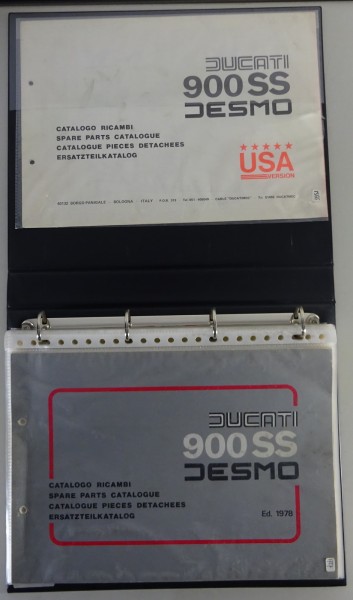 DUCATI
900 SS
DESMO
CATALOGO RICAMBI
SPARE PARTS CATALOGUE
CATALOGUE PIECES DETACHEES
ERSATZTEILKATALOG
USA
VERSION
DUCATI
900 SS
DESMO
CATALOGO RICAMBI
SPARE PARTS CATALOGUE
CATALOGUE PIECES DETACHEES
ERSATZTEILKATALOG
Ed. 1978